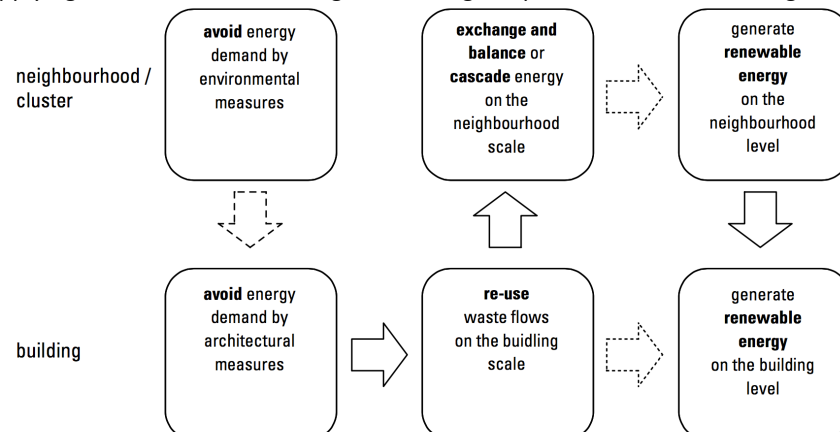 neighbourhood /
cluster
avoid energy
demand by
environmental
measures
exchange and
balance or
cascade energy
on the
neighbourhood
scale
generate
renewable
energy
on the
neighbourhood
level
building
avoid energy
demand by
architectural
measures
re-use
waste flows
on the buidling
scale
generate
renewable
energy
on the building
level